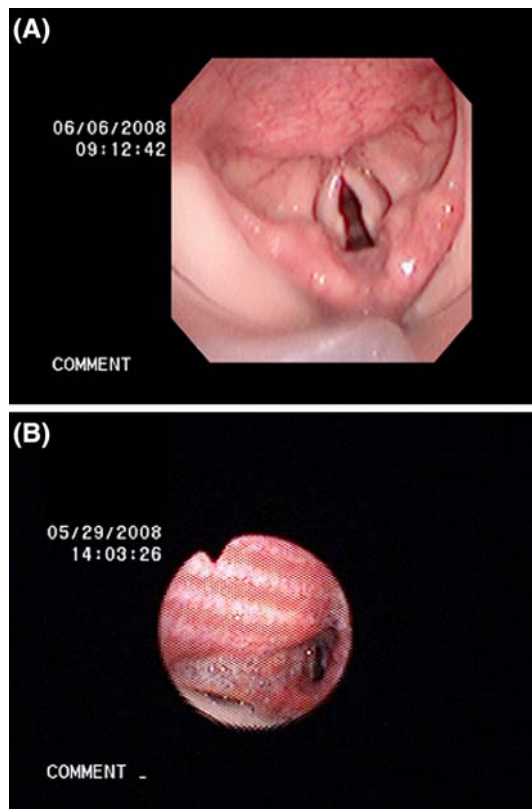 (A)
06/06/2008
09:12:42
COMMENT
(B)
05/29/2008
14:03:26
COMMENT _